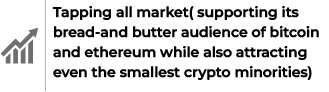 Tapping all market( supporting its
bread-and butter audience of bitcoin
and ethereum while also attracting
even the smallest crypto minorities)